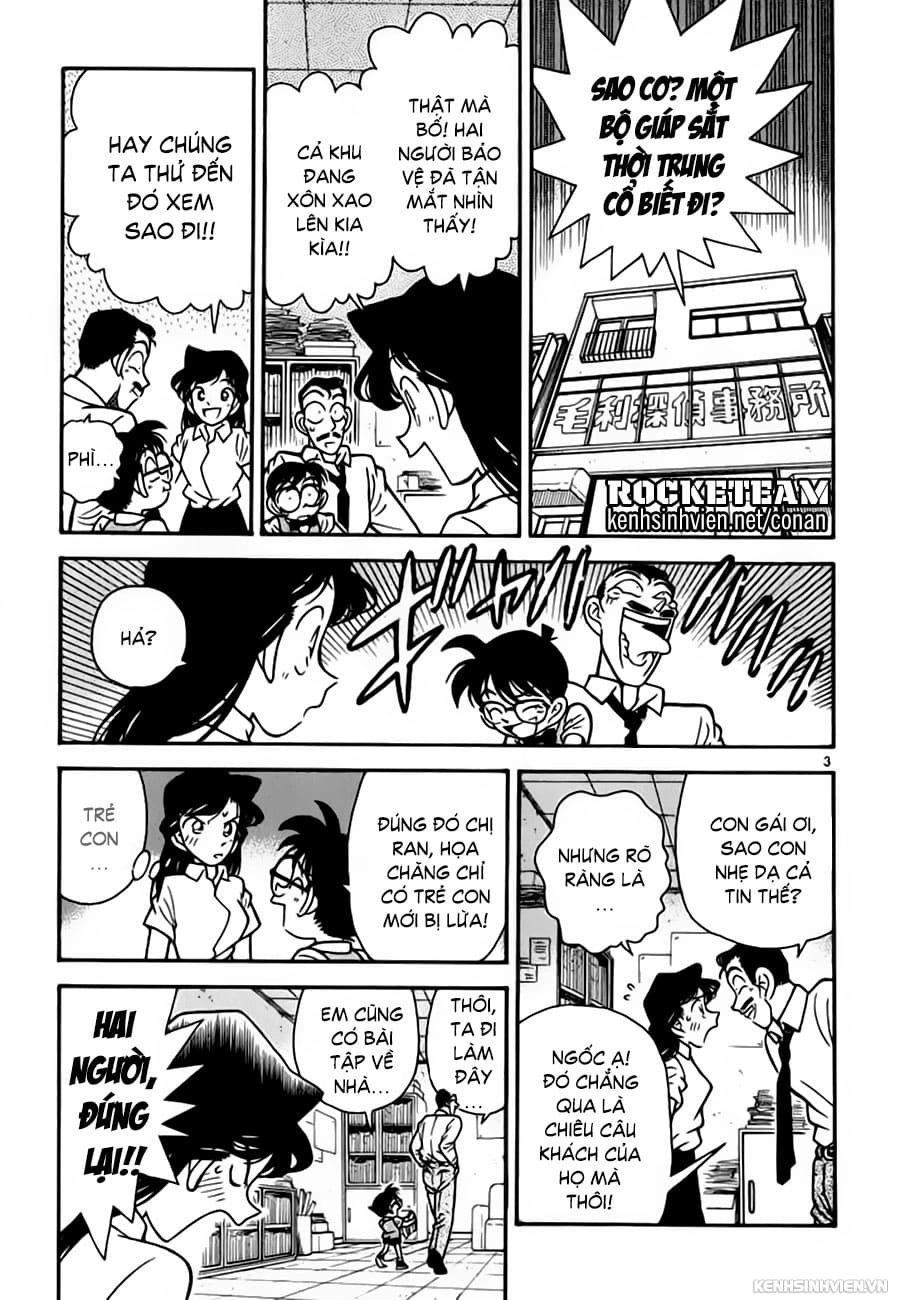 SAO CƠ? MỘT
BỘ GIÁP SẮT
THỜI TRUNG
CỔ BIẾT ĐI?
毛利探偵事務所
ROCKETEAM
kenhsinhvien.net/conan
THẬT MÀ
BỐ! HAI
NGƯỜI BẢO
VỆ ĐÃ TẬN
MẮT NHÌN
THẤY!
CẢ KHU
ĐANG
XÔN XAO
LÊN KIA
KÌA!!
HAY CHÚNG
TA THỬ ĐẾN
ĐÓ XEM
SAO ĐI!!
PHÌ...
HẢ?
3
CON GÁI ƠI,
SAO CON
NHẸ DẠ CẢ
TIN THẾ?
NHƯNG RÕ
RÀNG LÀ
...
NGỐC Ạ!
ĐÓ CHẲNG
QUA LÀ
CHIÊU CÂU
KHÁCH CỦA
HỌ MÀ
THÔI!
ĐÚNG ĐÓ CHỊ
RAN, HỌA
CHĂNG CHỈ
CÓ TRẺ CON
MỚI BỊ LỪA!
TRẺ
CON
...
THÔI,
TA ĐI
LÀM
ĐÂY
...
EM CŨNG
CÓ BÀI
TẬP VỀ
NHÀ...
HAI
NGƯỜI,
ĐỨNG
LẠI!!
KENHSINHVIEN.VN